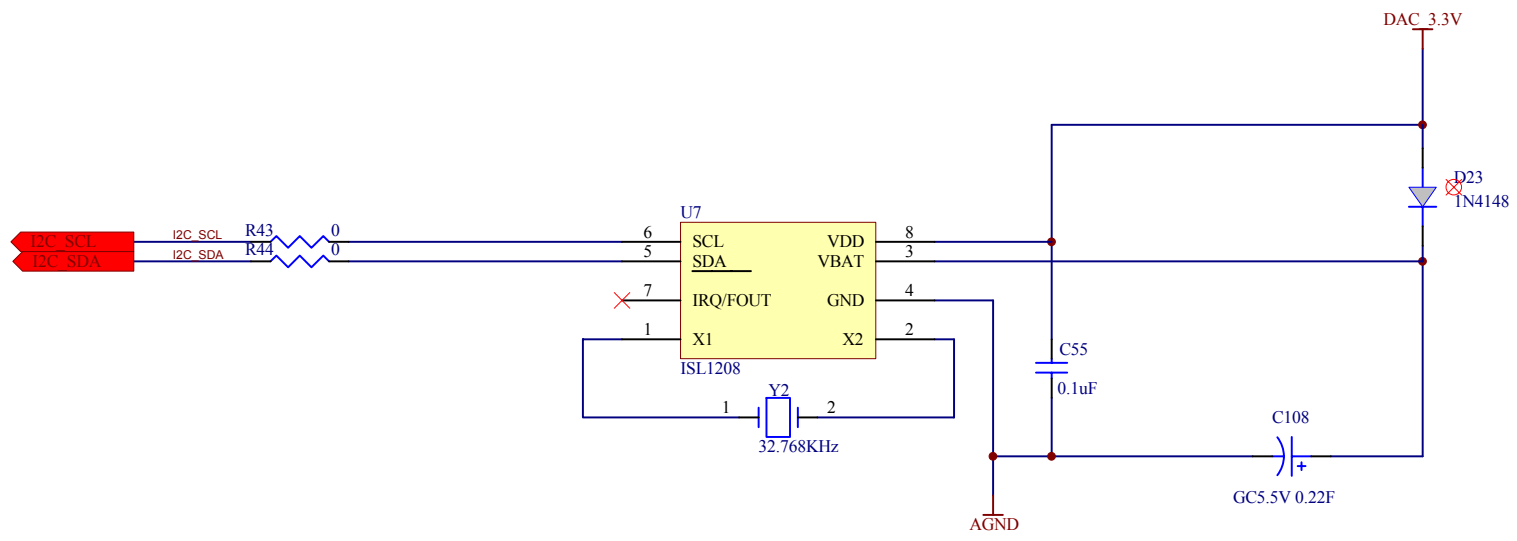 DAC_3.3V
D23
1N4148
U7
I2C_SCL
I2C_SCL
R43
0
6
SCL
VDD
8
I2C_SDA
I2C_SDA
R44
0
5
SDA
VBAT
3
7
IRQ/FOUT
GND
4
1
X1
X2
2
ISL1208
C55
0.1uF
Y2
1
2
32.768KHz
C108
GC5.5V 0.22F
AGND